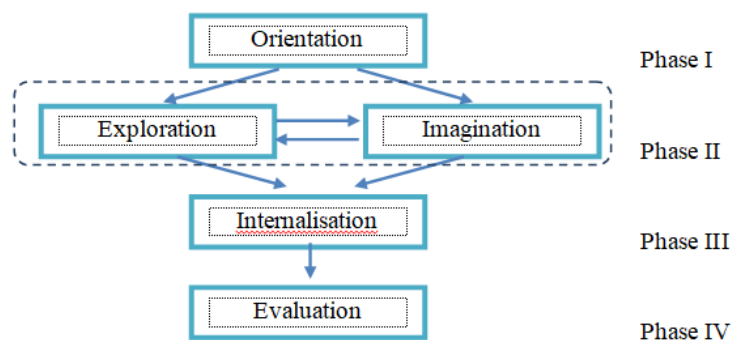 Orientation
Phase I
Exploration
Imagination
Phase II
Internalisation
Phase III
Evaluation
Phase IV